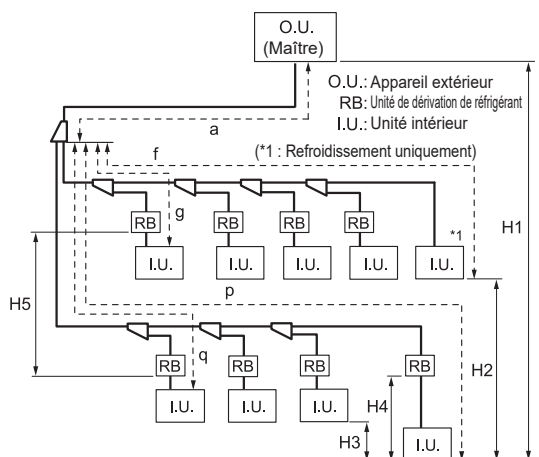 O.U.
(Maître)
O.U.: Appareil extérieur
RB: Unité de dérivation de réfrigérant
I.U.: Unité intérieur
a
f
(*1 : Refroidissement uniquement)
H1
g
RB
RB
RB
RB
*1
I.U.
I.U.
I.U.
I.U.
I.U.
H5
p
H2
q
RB
RB
RB
RB
I.U.
I.U.
I.U.
H4
H3
I.U.